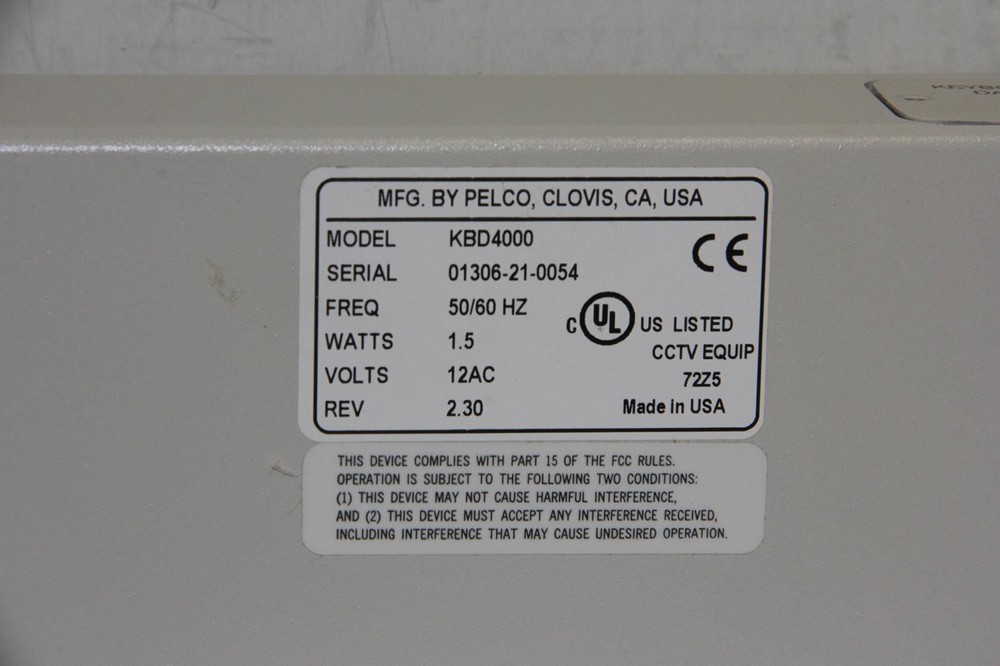 MFG. BY PELCO, CLOVIS, CA, USA
MODEL KBD4000
SERIAL 01306-21-0054
FREQ 50/60 HZ
WATTS 1.5
VOLTS 12AC
REV 2.30
CE
C UL US LISTED
CCTV EQUIP
72Z5
Made in USA
THIS DEVICE COMPLIES WITH PART 15 OF THE FCC RULES.
OPERATION IS SUBJECT TO THE FOLLOWING TWO CONDITIONS:
(1) THIS DEVICE MAY NOT CAUSE HARMFUL INTERFERENCE,
AND (2) THIS DEVICE MUST ACCEPT ANY INTERFERENCE RECEIVED,
INCLUDING INTERFERENCE THAT MAY CAUSE UNDESIRED OPERATION.